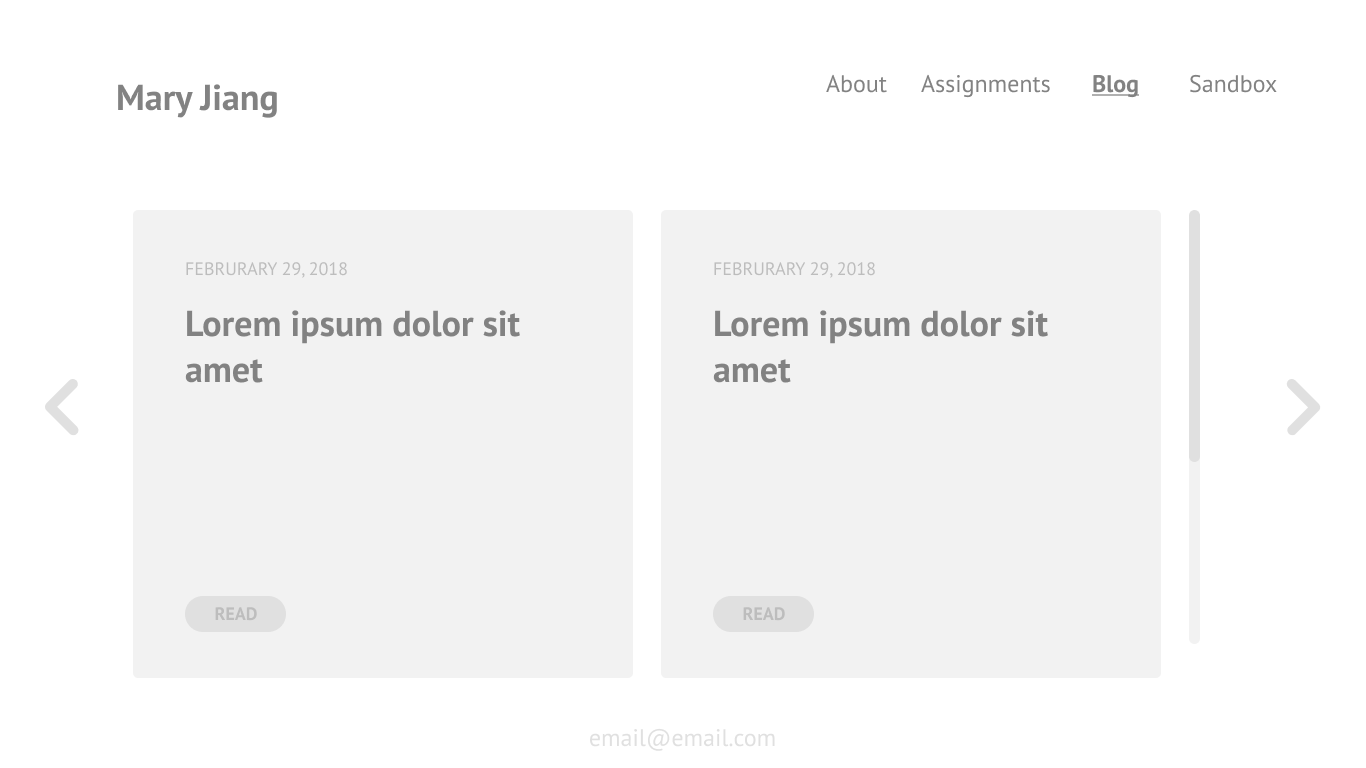 Mary Jiang
About Assignments Blog Sandbox
FEBRURARY 29, 2018
Lorem ipsum dolor sit
amet
READ
FEBRURARY 29, 2018
Lorem ipsum dolor sit
amet
READ
email@email.com